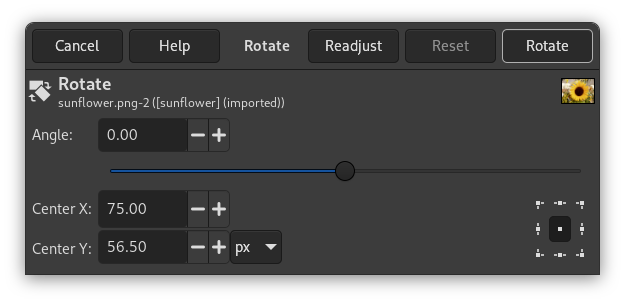 Cancel Help Rotate Readjust Reset Rotate
Rotate
sunflower.png-2 ([sunflower] (imported))
Angle: 0.00
Center X: 75.00
Center Y: 56.50 px